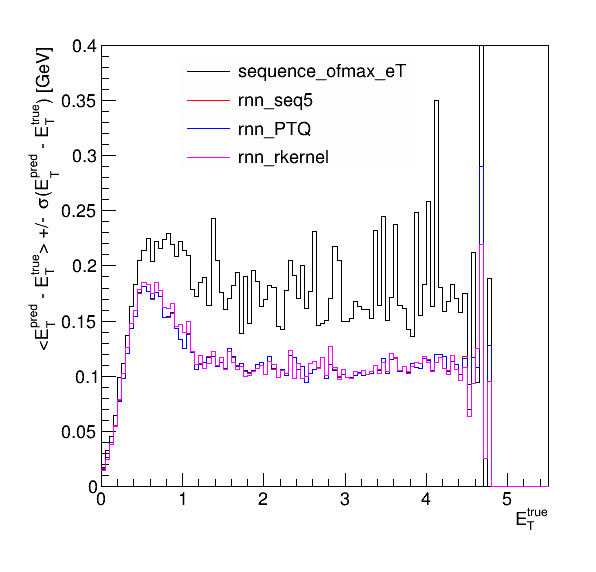 <E_T^pred - E_T^true> +/- σ(E_T^pred - E_T^true) [GeV]
0.4
0.35
0.3
0.25
0.2
0.15
0.1
0.05
0
sequence_ofmax_eT
rnn_seq5
rnn_PTQ
rnn_rkernel
0 1 2 3 4 5
E_T^true